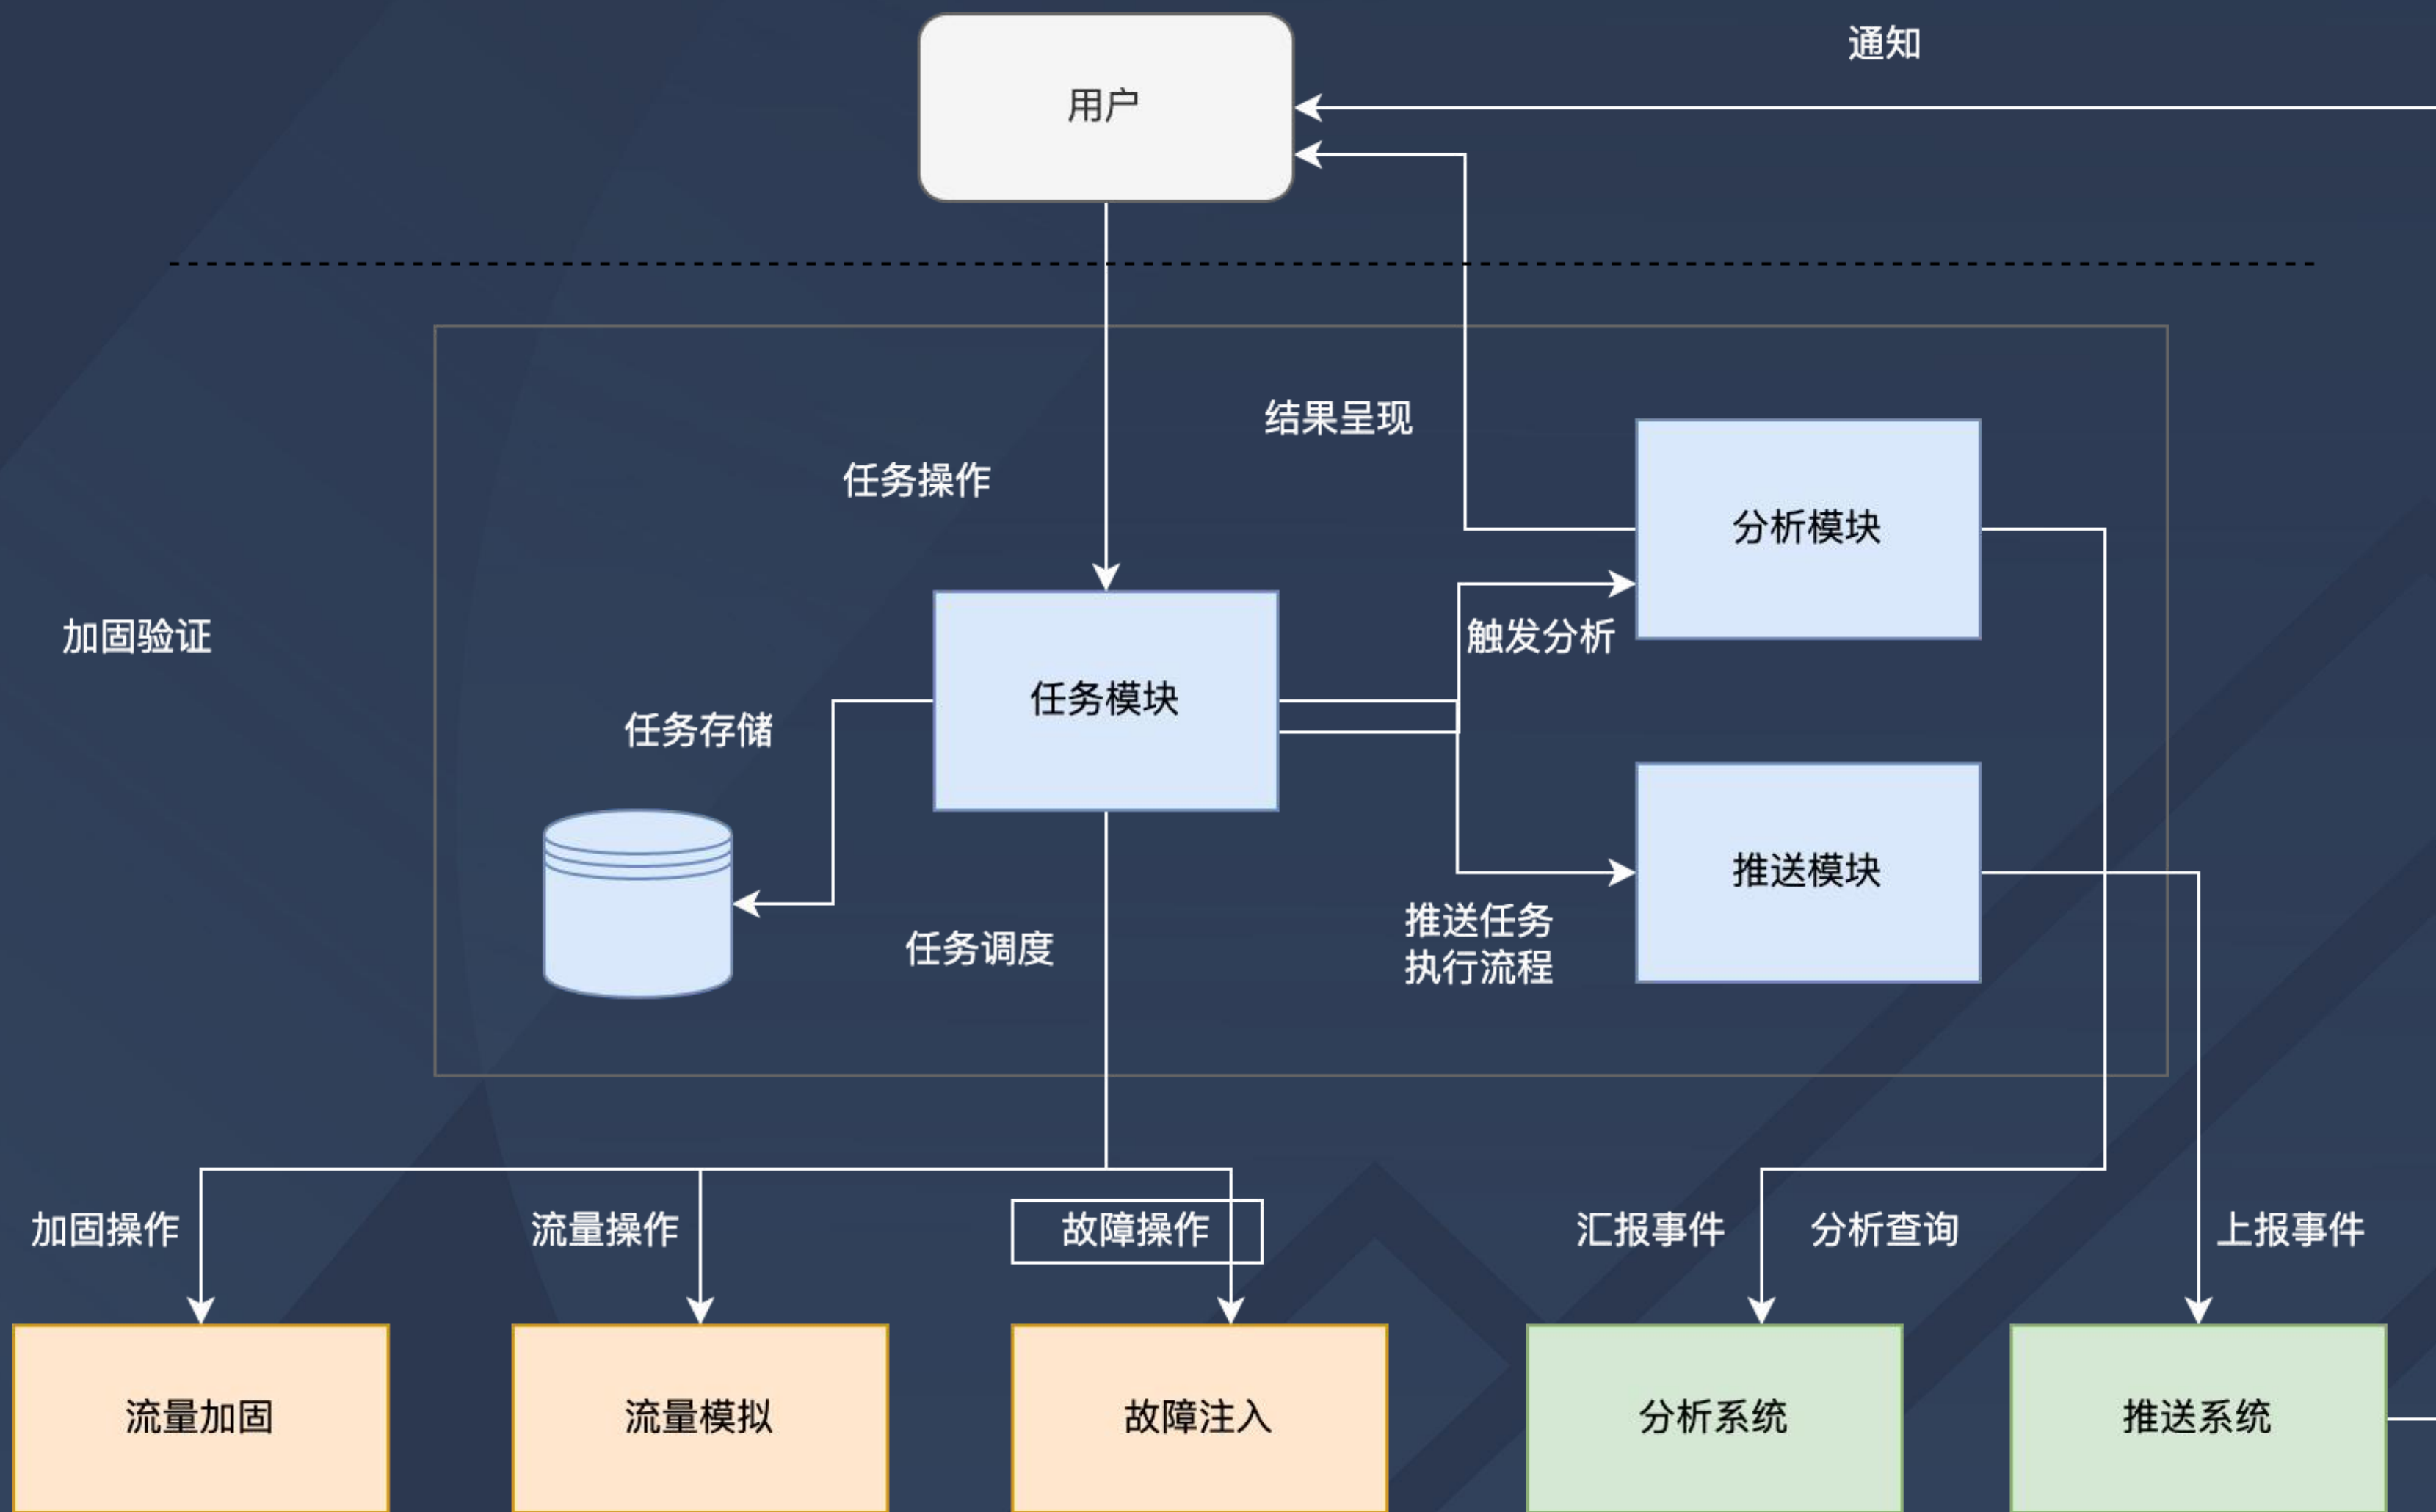 通知
用户
结果呈现
任务操作
分析模块
加固验证
触发分析
任务模块
任务存储
推送模块
推送任务
执行流程
任务调度
加固操作
流量操作
故障操作
汇报事件
分析查询
上报事件
流量加固
流量模拟
故障注入
分析系统
推送系统